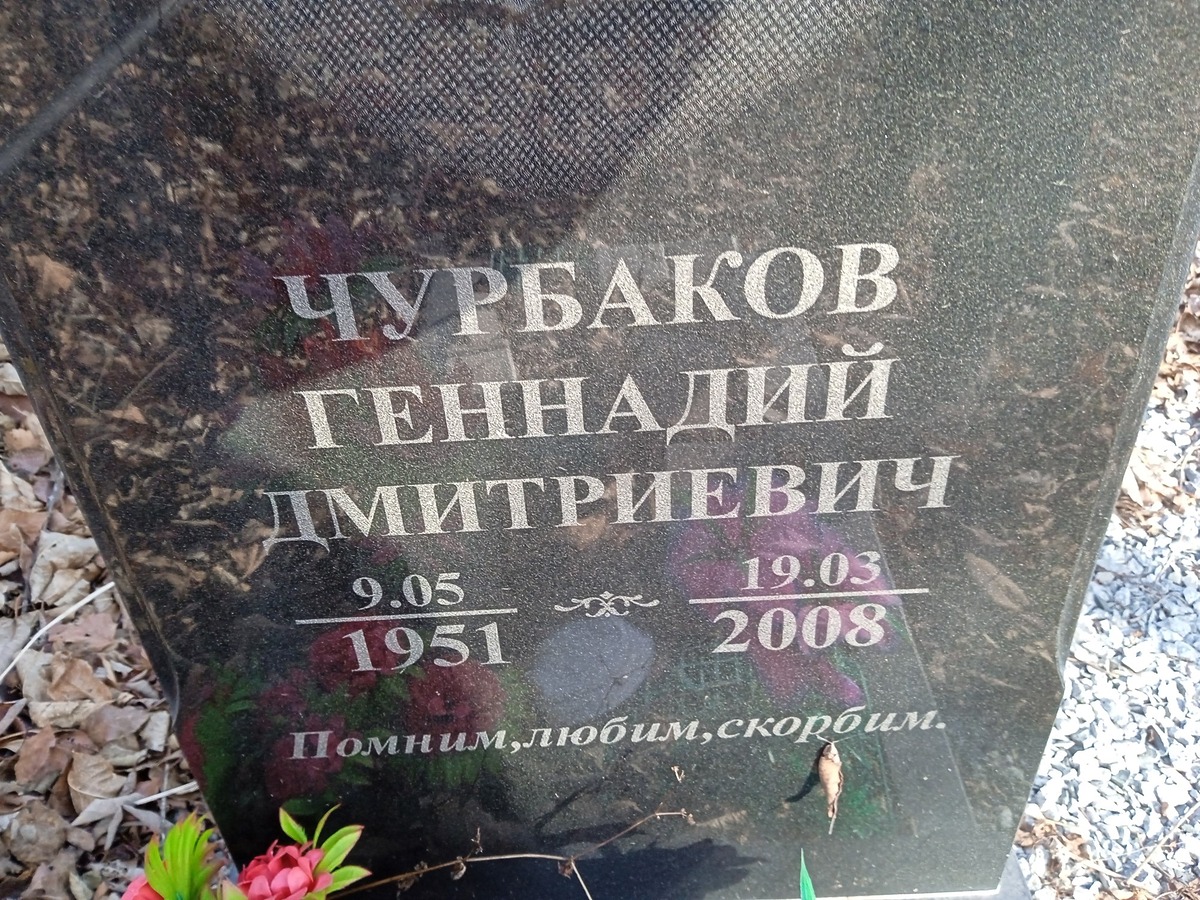 ЧУРБАКОВ
ГЕННАДИЙ
ДМИТРИЕВИЧ
9.05 19.03
1951 2008
Помним,любим,скорбим.